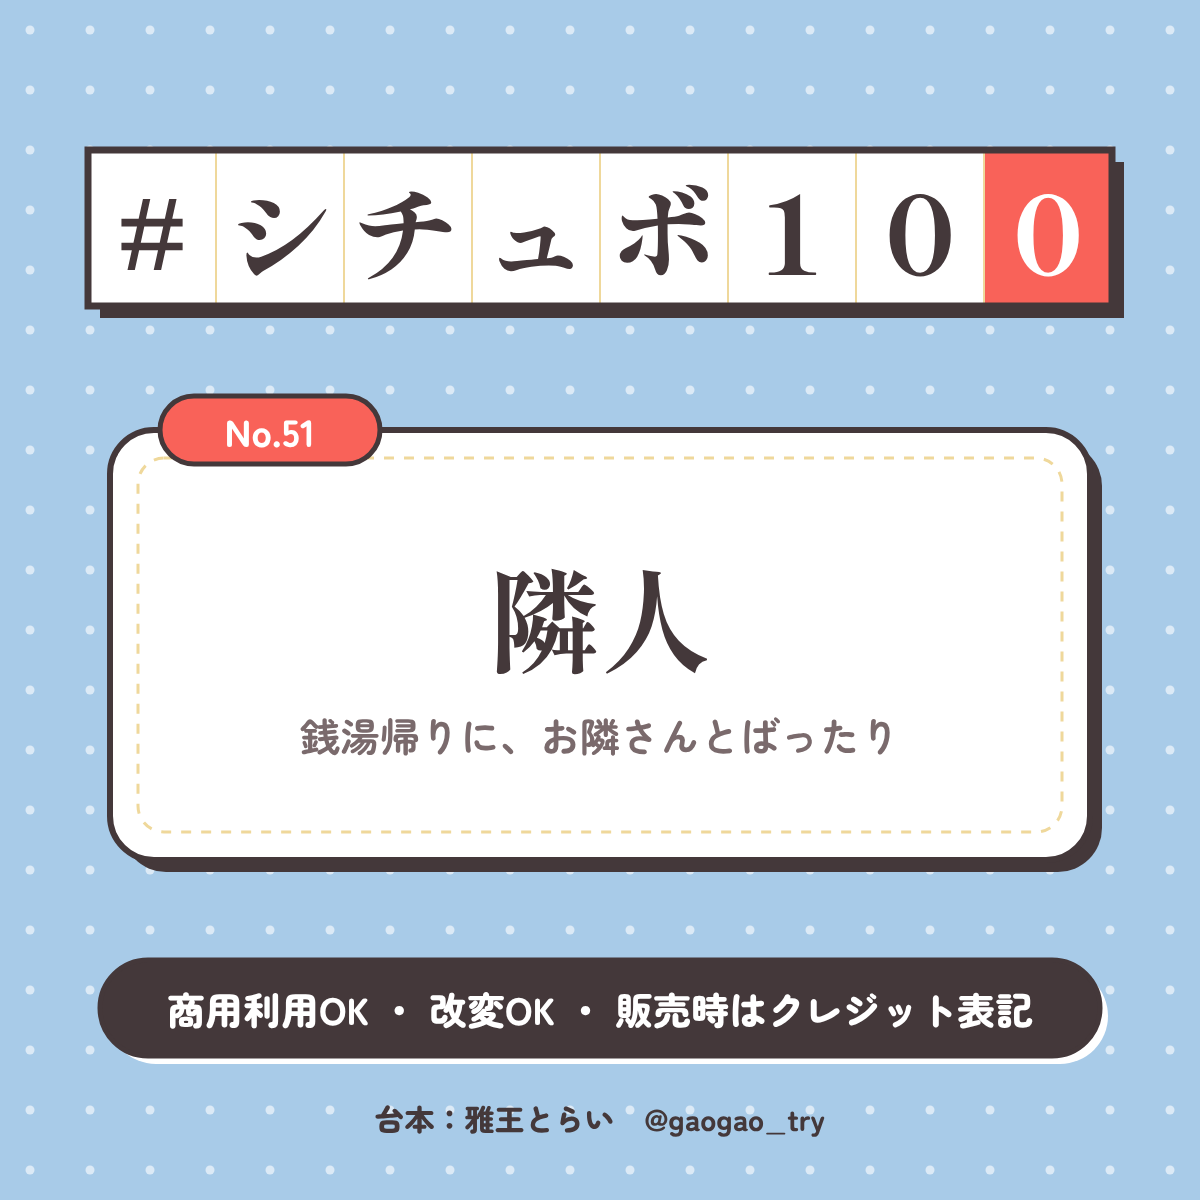 #シチュボ100
No.51
隣人
銭湯帰りに、お隣さんとばったり
商用利用OK ・ 改変OK ・ 販売時はクレジット表記
台本：雅王とらい　@gaogao_try